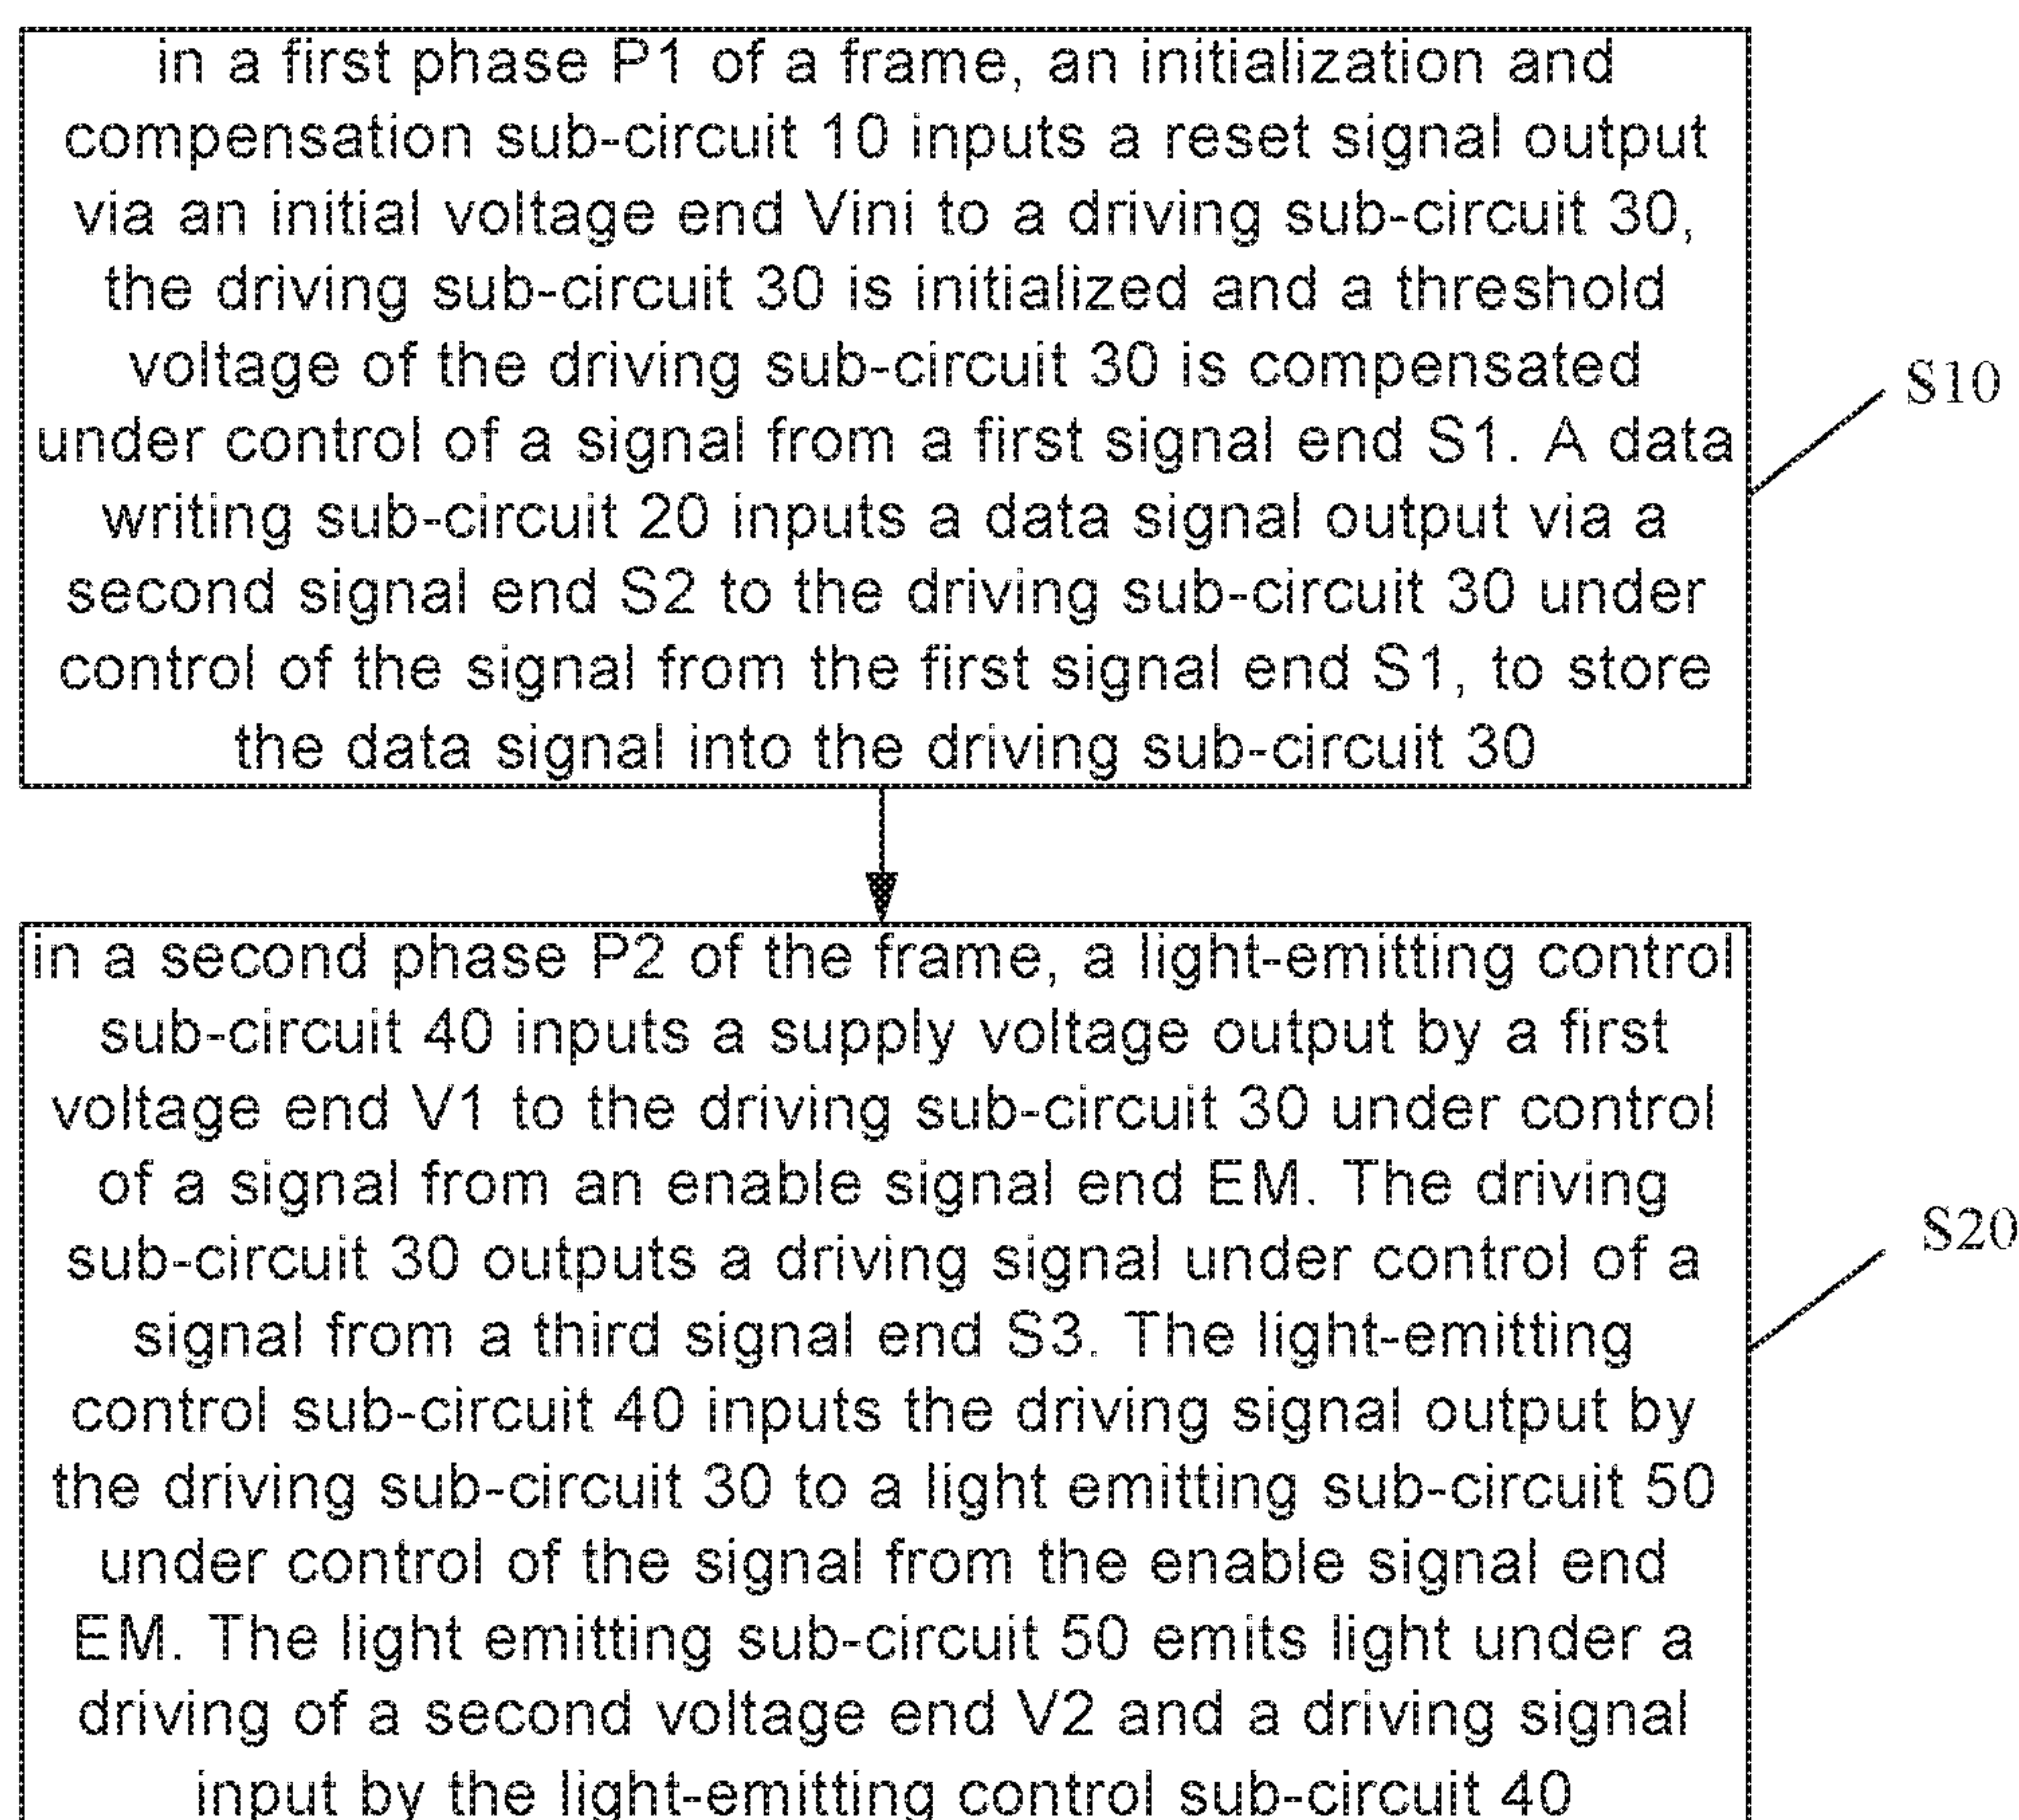 in a first phase P1 of a frame, an initialization and
compensation sub-circuit 10 inputs a reset signal output
via an initial voltage end Vini to a driving sub-circuit 30,
the driving sub-circuit 30 is initialized and a threshold
voltage of the driving sub-circuit 30 is compensated
under control of a signal from a first signal end S1. A data
writing sub-circuit 20 inputs a data signal output via a
second signal end S2 to the driving sub-circuit 30 under
control of the signal from the first signal end S1, to store
the data signal into the driving sub-circuit 30
S10
in a second phase P2 of the frame, a light-emitting control
sub-circuit 40 inputs a supply voltage output by a first
voltage end V1 to the driving sub-circuit 30 under control
of a signal from an enable signal end EM. The driving
sub-circuit 30 outputs a driving signal under control of a
signal from a third signal end S3. The light-emitting
control sub-circuit 40 inputs the driving signal output by
the driving sub-circuit 30 to a light emitting sub-circuit 50
under control of the signal from the enable signal end
EM. The light emitting sub-circuit 50 emits light under a
driving of a second voltage end V2 and a driving signal
input by the light-emitting control sub-circuit 40
S20